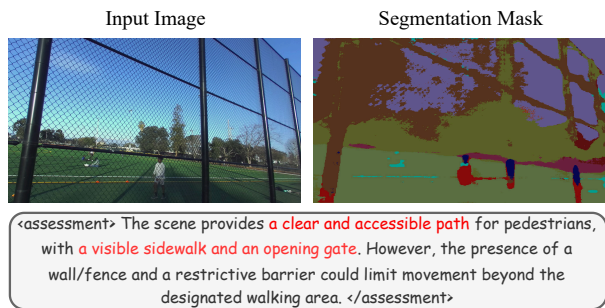 Input Image
Segmentation Mask
<assessment> The scene provides a clear and accessible path for pedestrians,
with a visible sidewalk and an opening gate. However, the presence of a
wall/fence and a restrictive barrier could limit movement beyond the
designated walking area. </assessment>